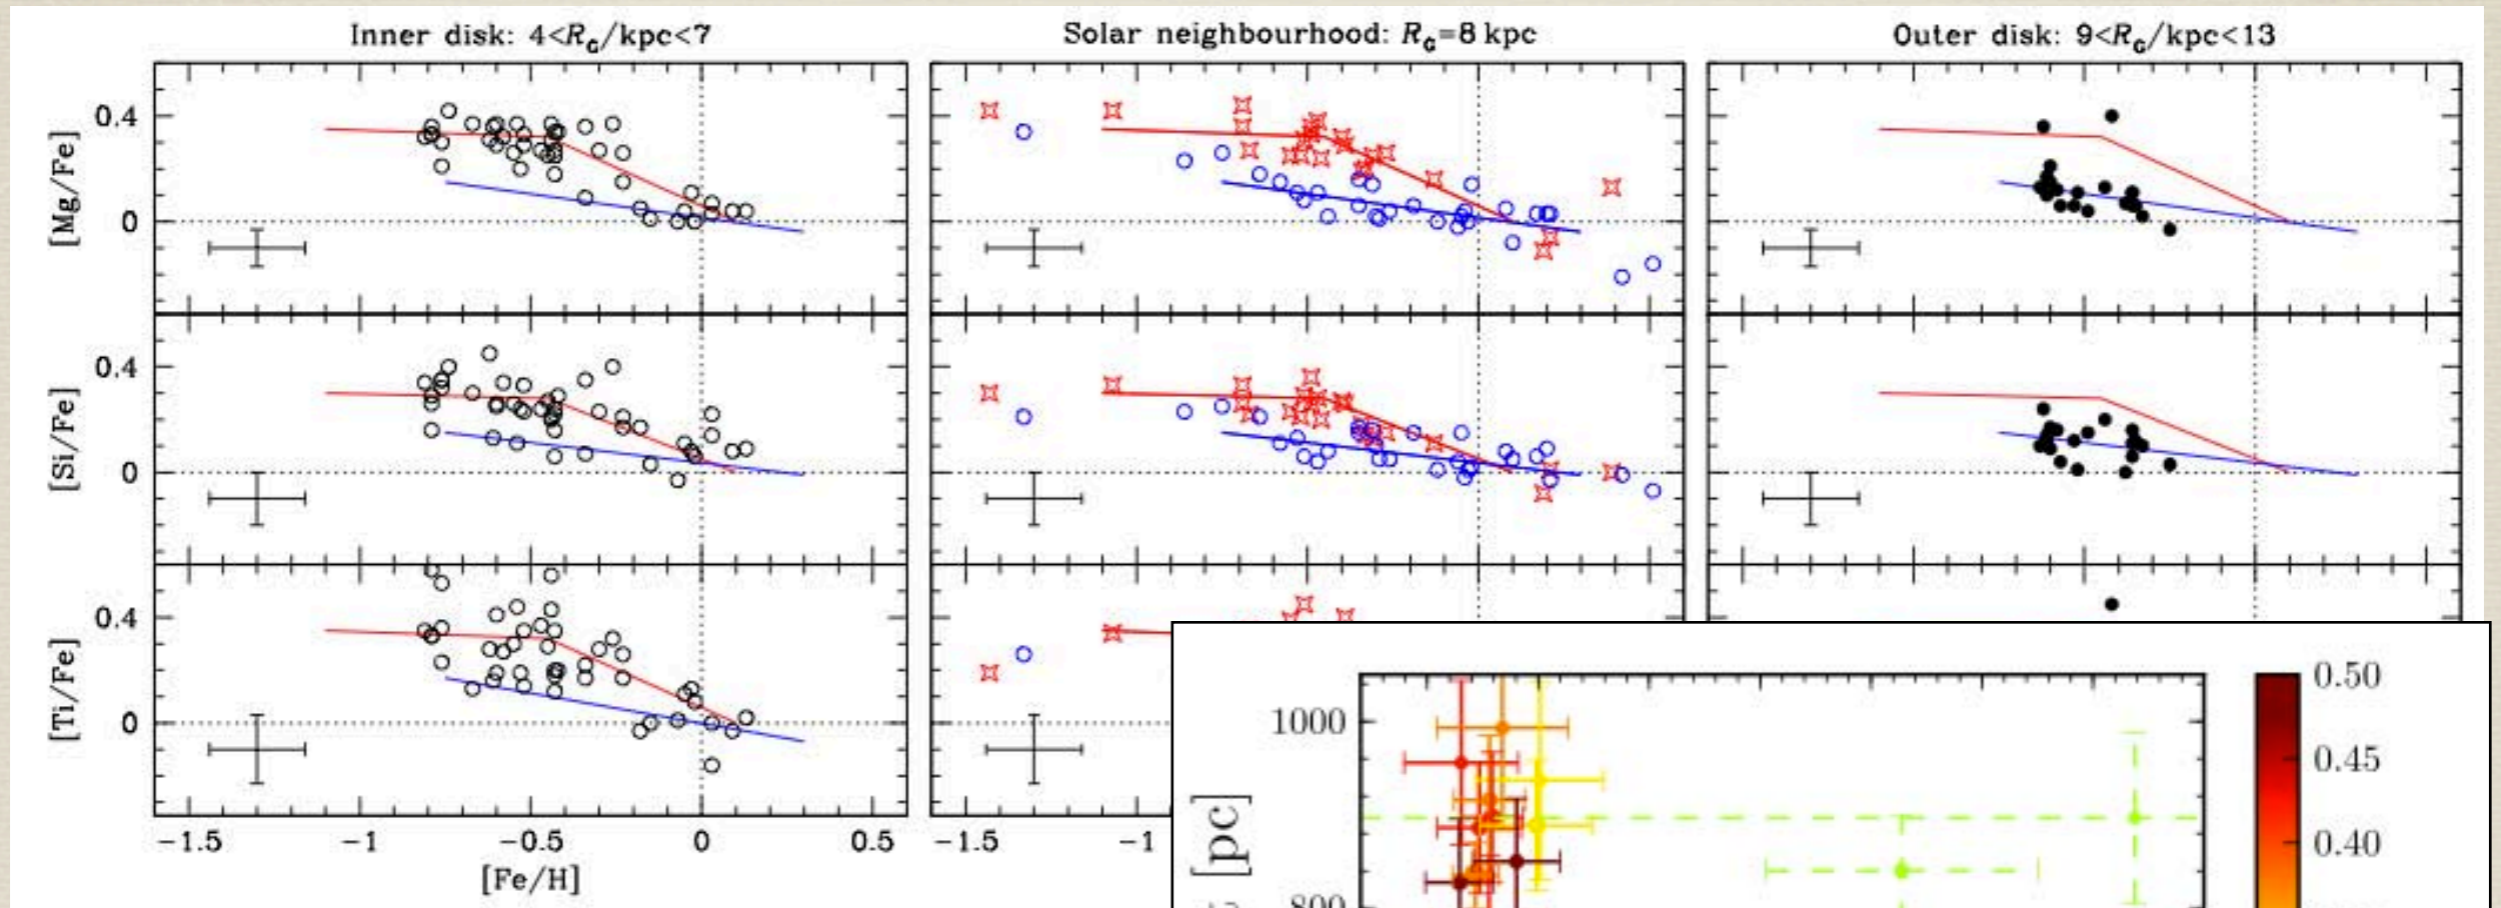 Inner disk: 4<R_G/kpc<7
Solar neighbourhood: R_G=8 kpc
Outer disk: 9<R_G/kpc<13
[Mg/Fe]
0.4
0
[Si/Fe]
0.4
0
[Ti/Fe]
0.4
0
−1.5 −1 −0.5 0 0.5
[Fe/H]
−1.5 −1
[pc]
1000
800
0.50
0.45
0.40